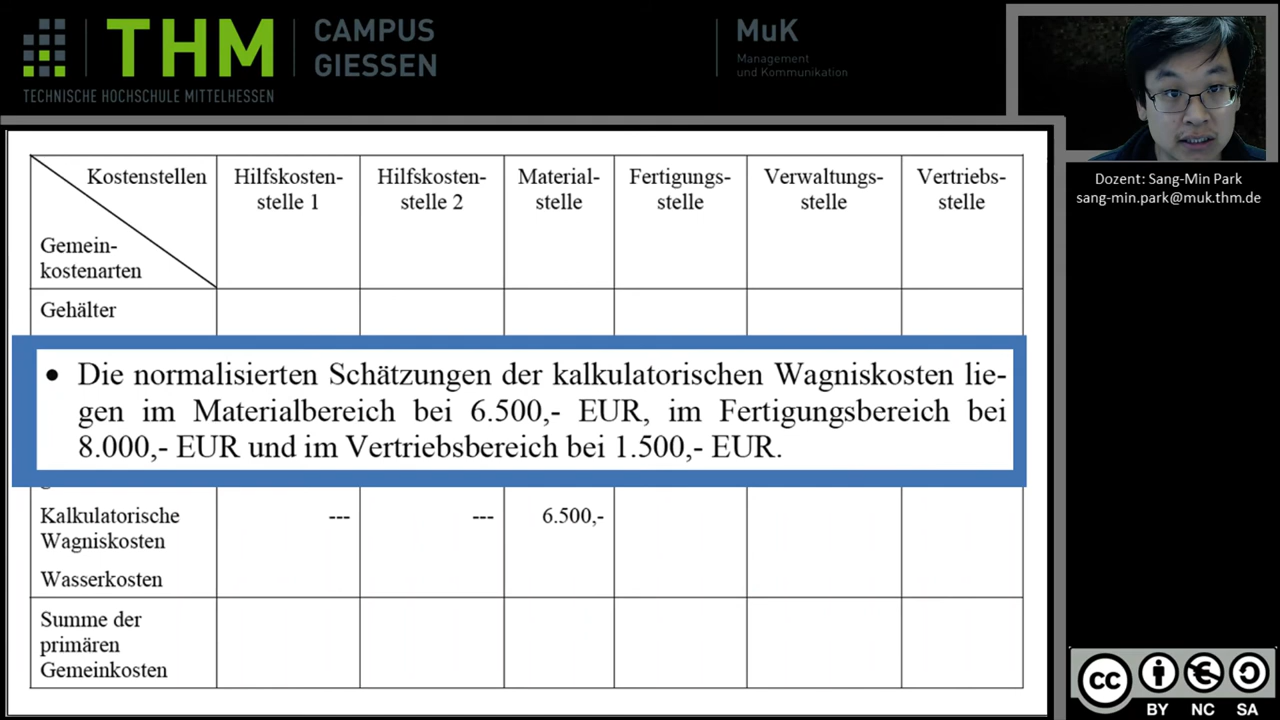 THM
CAMPUS
GIESSEN
TECHNISCHE HOCHSCHULE MITTELHESSEN
MuK
Management
und Kommunikation
Dozent: Sang-Min Park
sang-min.park@muk.thm.de
Kostenstellen
Gemein-
kostenarten
Hilfskosten-
stelle 1
Hilfskosten-
stelle 2
Material-
stelle
Fertigungs-
stelle
Verwaltungs-
stelle
Vertriebs-
stelle
Gehälter
• Die normalisierten Schätzungen der kalkulatorischen Wagniskosten lie-
gen im Materialbereich bei 6.500,- EUR, im Fertigungsbereich bei
8.000,- EUR und im Vertriebsbereich bei 1.500,- EUR.
Kalkulatorische
Wagniskosten
--- --- 6.500,-
Wasserkosten
Summe der
primären
Gemeinkosten
CC
BY NC SA